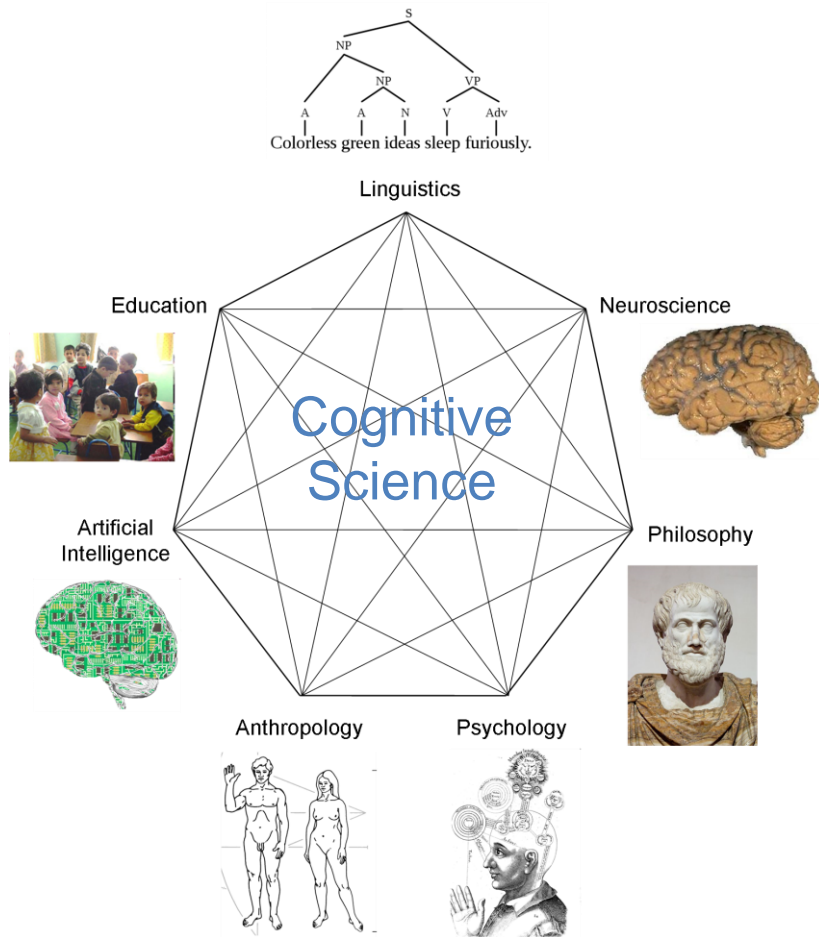 S
NP
NP VP
A A N V Adv
Colorless green ideas sleep furiously.
Linguistics
Education
Neuroscience
Cognitive
Science
Artificial
Intelligence
Philosophy
Anthropology
Psychology